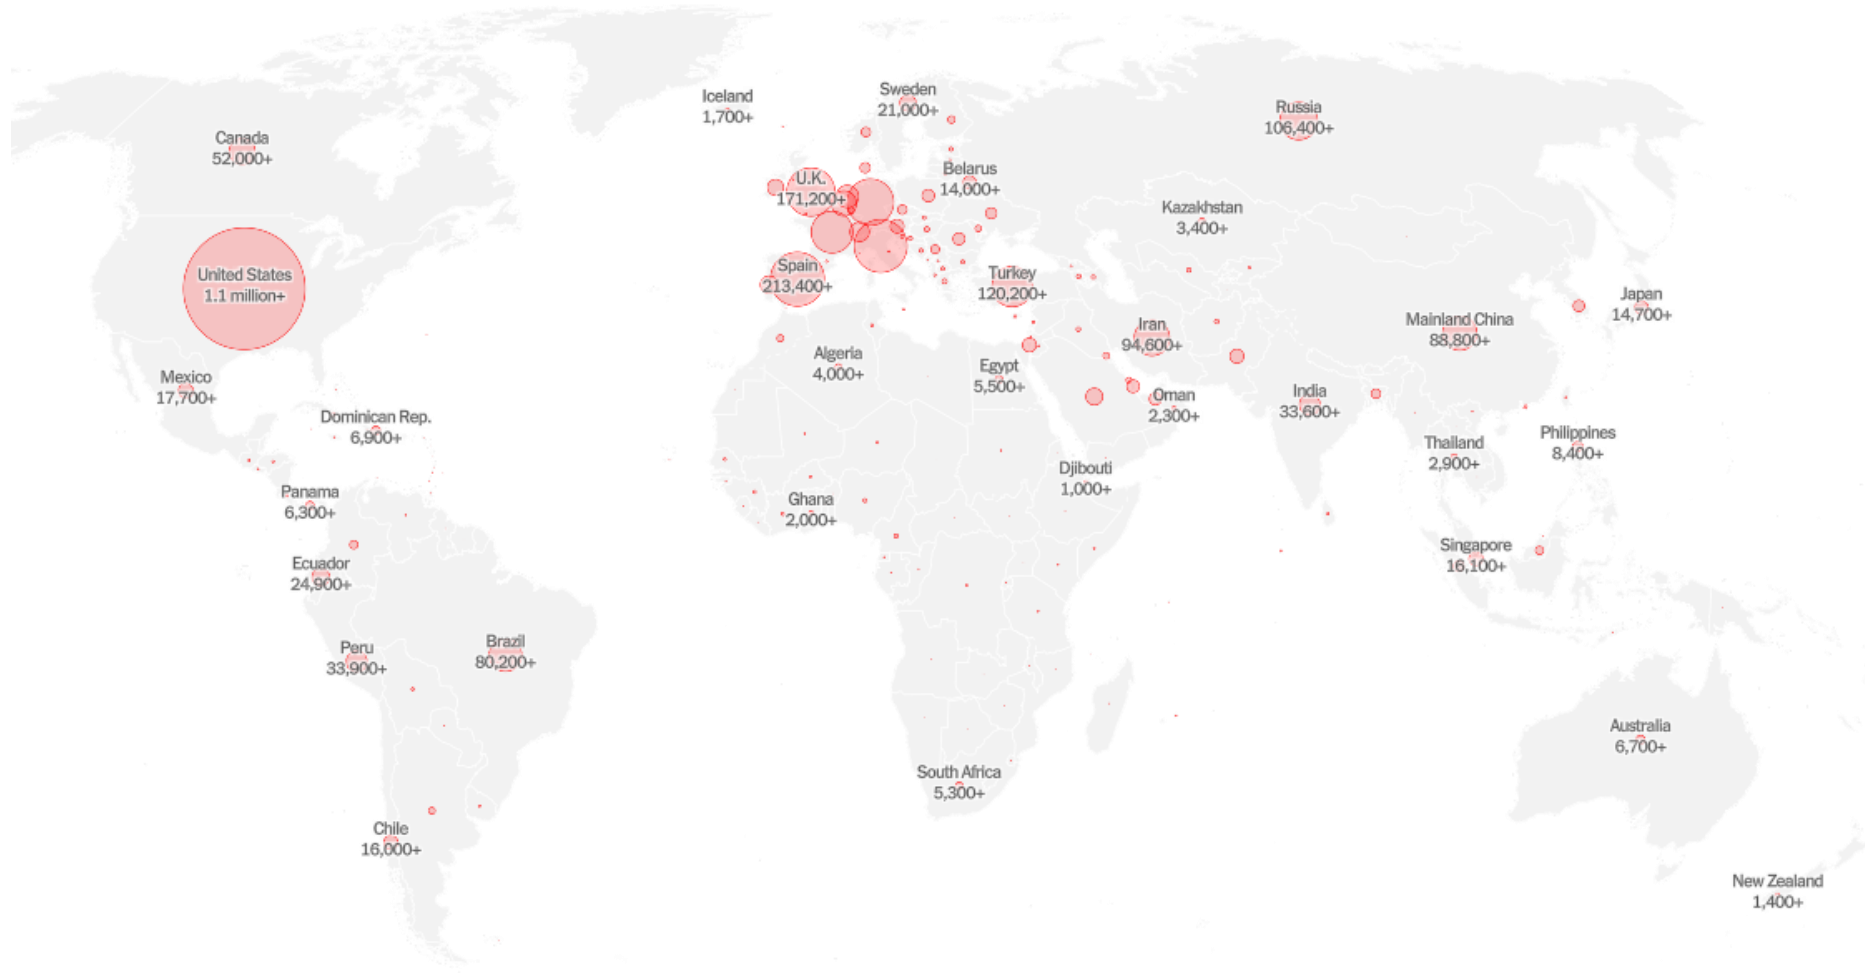 Iceland
1,700+
Sweden
21,000+
Russia
106,400+
Canada
52,000+
U.K.
171,200+
Belarus
14,000+
Kazakhstan
3,400+
United States
1.1 million+
Spain
213,400+
Turkey
120,200+
Japan
14,700+
Iran
94,600+
Mainland China
88,800+
Mexico
17,700+
Algeria
4,000+
Egypt
5,500+
Oman
2,300+
India
33,600+
Dominican Rep.
6,900+
Thailand
2,900+
Philippines
8,400+
Djibouti
1,000+
Panama
6,300+
Ghana
2,000+
Ecuador
24,900+
Singapore
16,100+
Peru
33,900+
Brazil
80,200+
Australia
6,700+
South Africa
5,300+
Chile
16,000+
New Zealand
1,400+